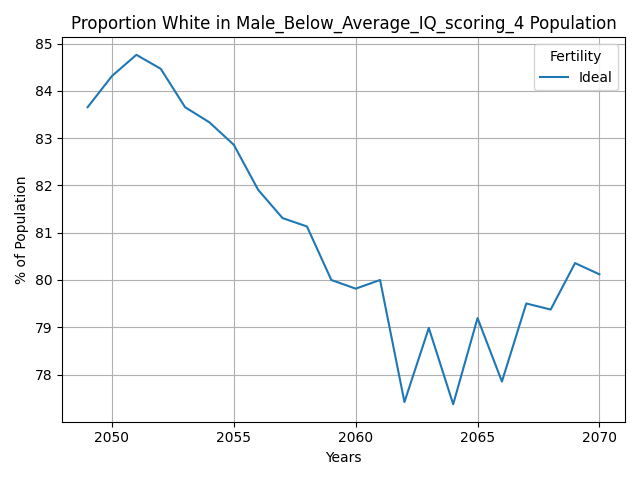 Proportion White in Male_Below_Average_IQ_scoring_4 Population
Fertility
Ideal
85
84
83
82
81
80
79
78
% of Population
2050
2055
2060
2065
2070
Years